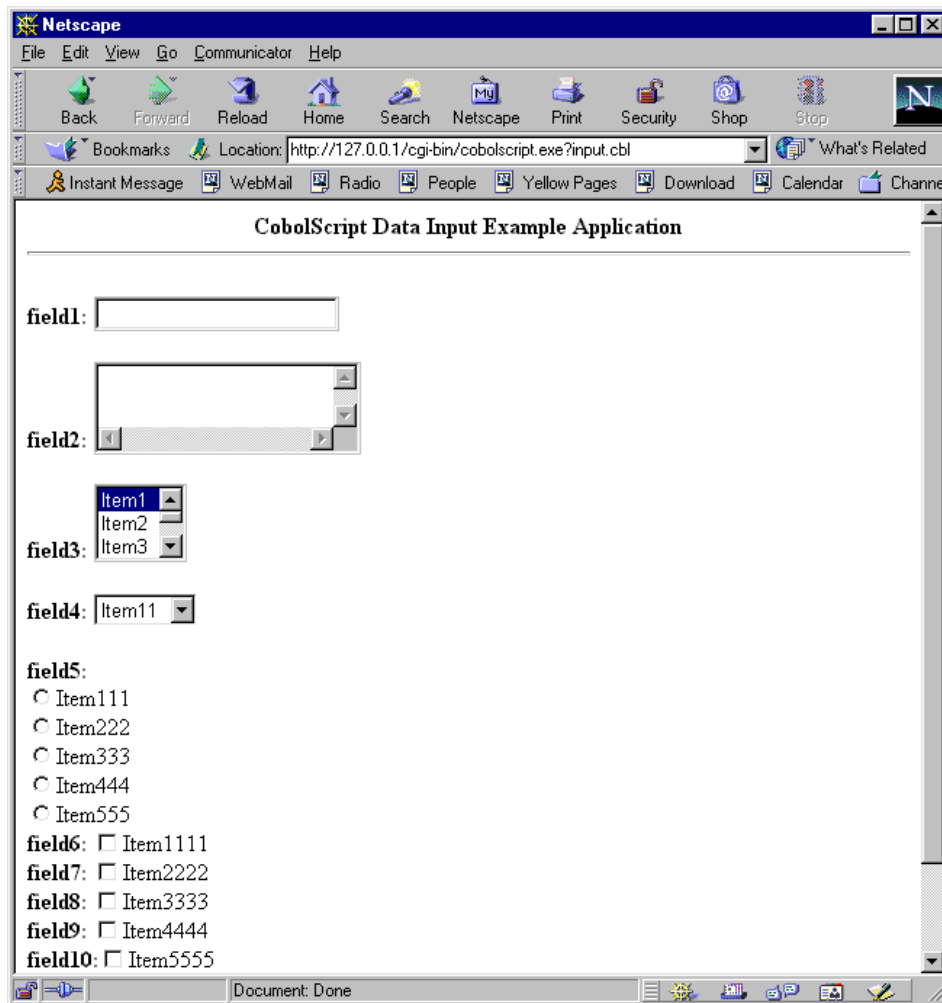 Netscape
File Edit View Go Communicator Help
Back Forward Reload Home Search Netscape Print Security Shop Stop
My
N
Bookmarks Location: http://127.0.0.1/cgi-bin/cobolscript.exe?input.cbl What's Related
Instant Message WebMail Radio People Yellow Pages Download Calendar Channe
CobolScript Data Input Example Application
field1:
field2:
Item1
Item2
field3: Item3
field4: Item11
field5:
Item111
Item222
Item333
Item444
Item555
field6: Item1111
field7: Item2222
field8: Item3333
field9: Item4444
field10: Item5555
Document: Done